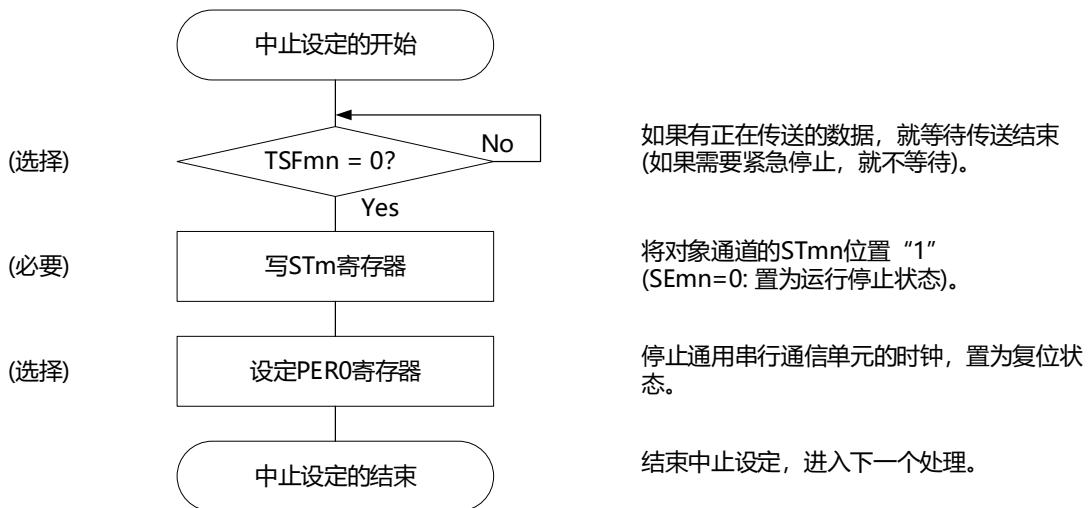 中止设定的开始
No
(选择)
TSFmn = 0?
如果有正在传送的数据，就等待传送结束
(如果需要紧急停止，就不等待)。
Yes
(必要)
写STm寄存器
将对象通道的STmn位置“1”
(SEmn=0: 置为运行停止状态)。
(选择)
设定PER0寄存器
停止通用串行通信单元的时钟，置为复位状
态。
中止设定的结束
结束中止设定，进入下一个处理。